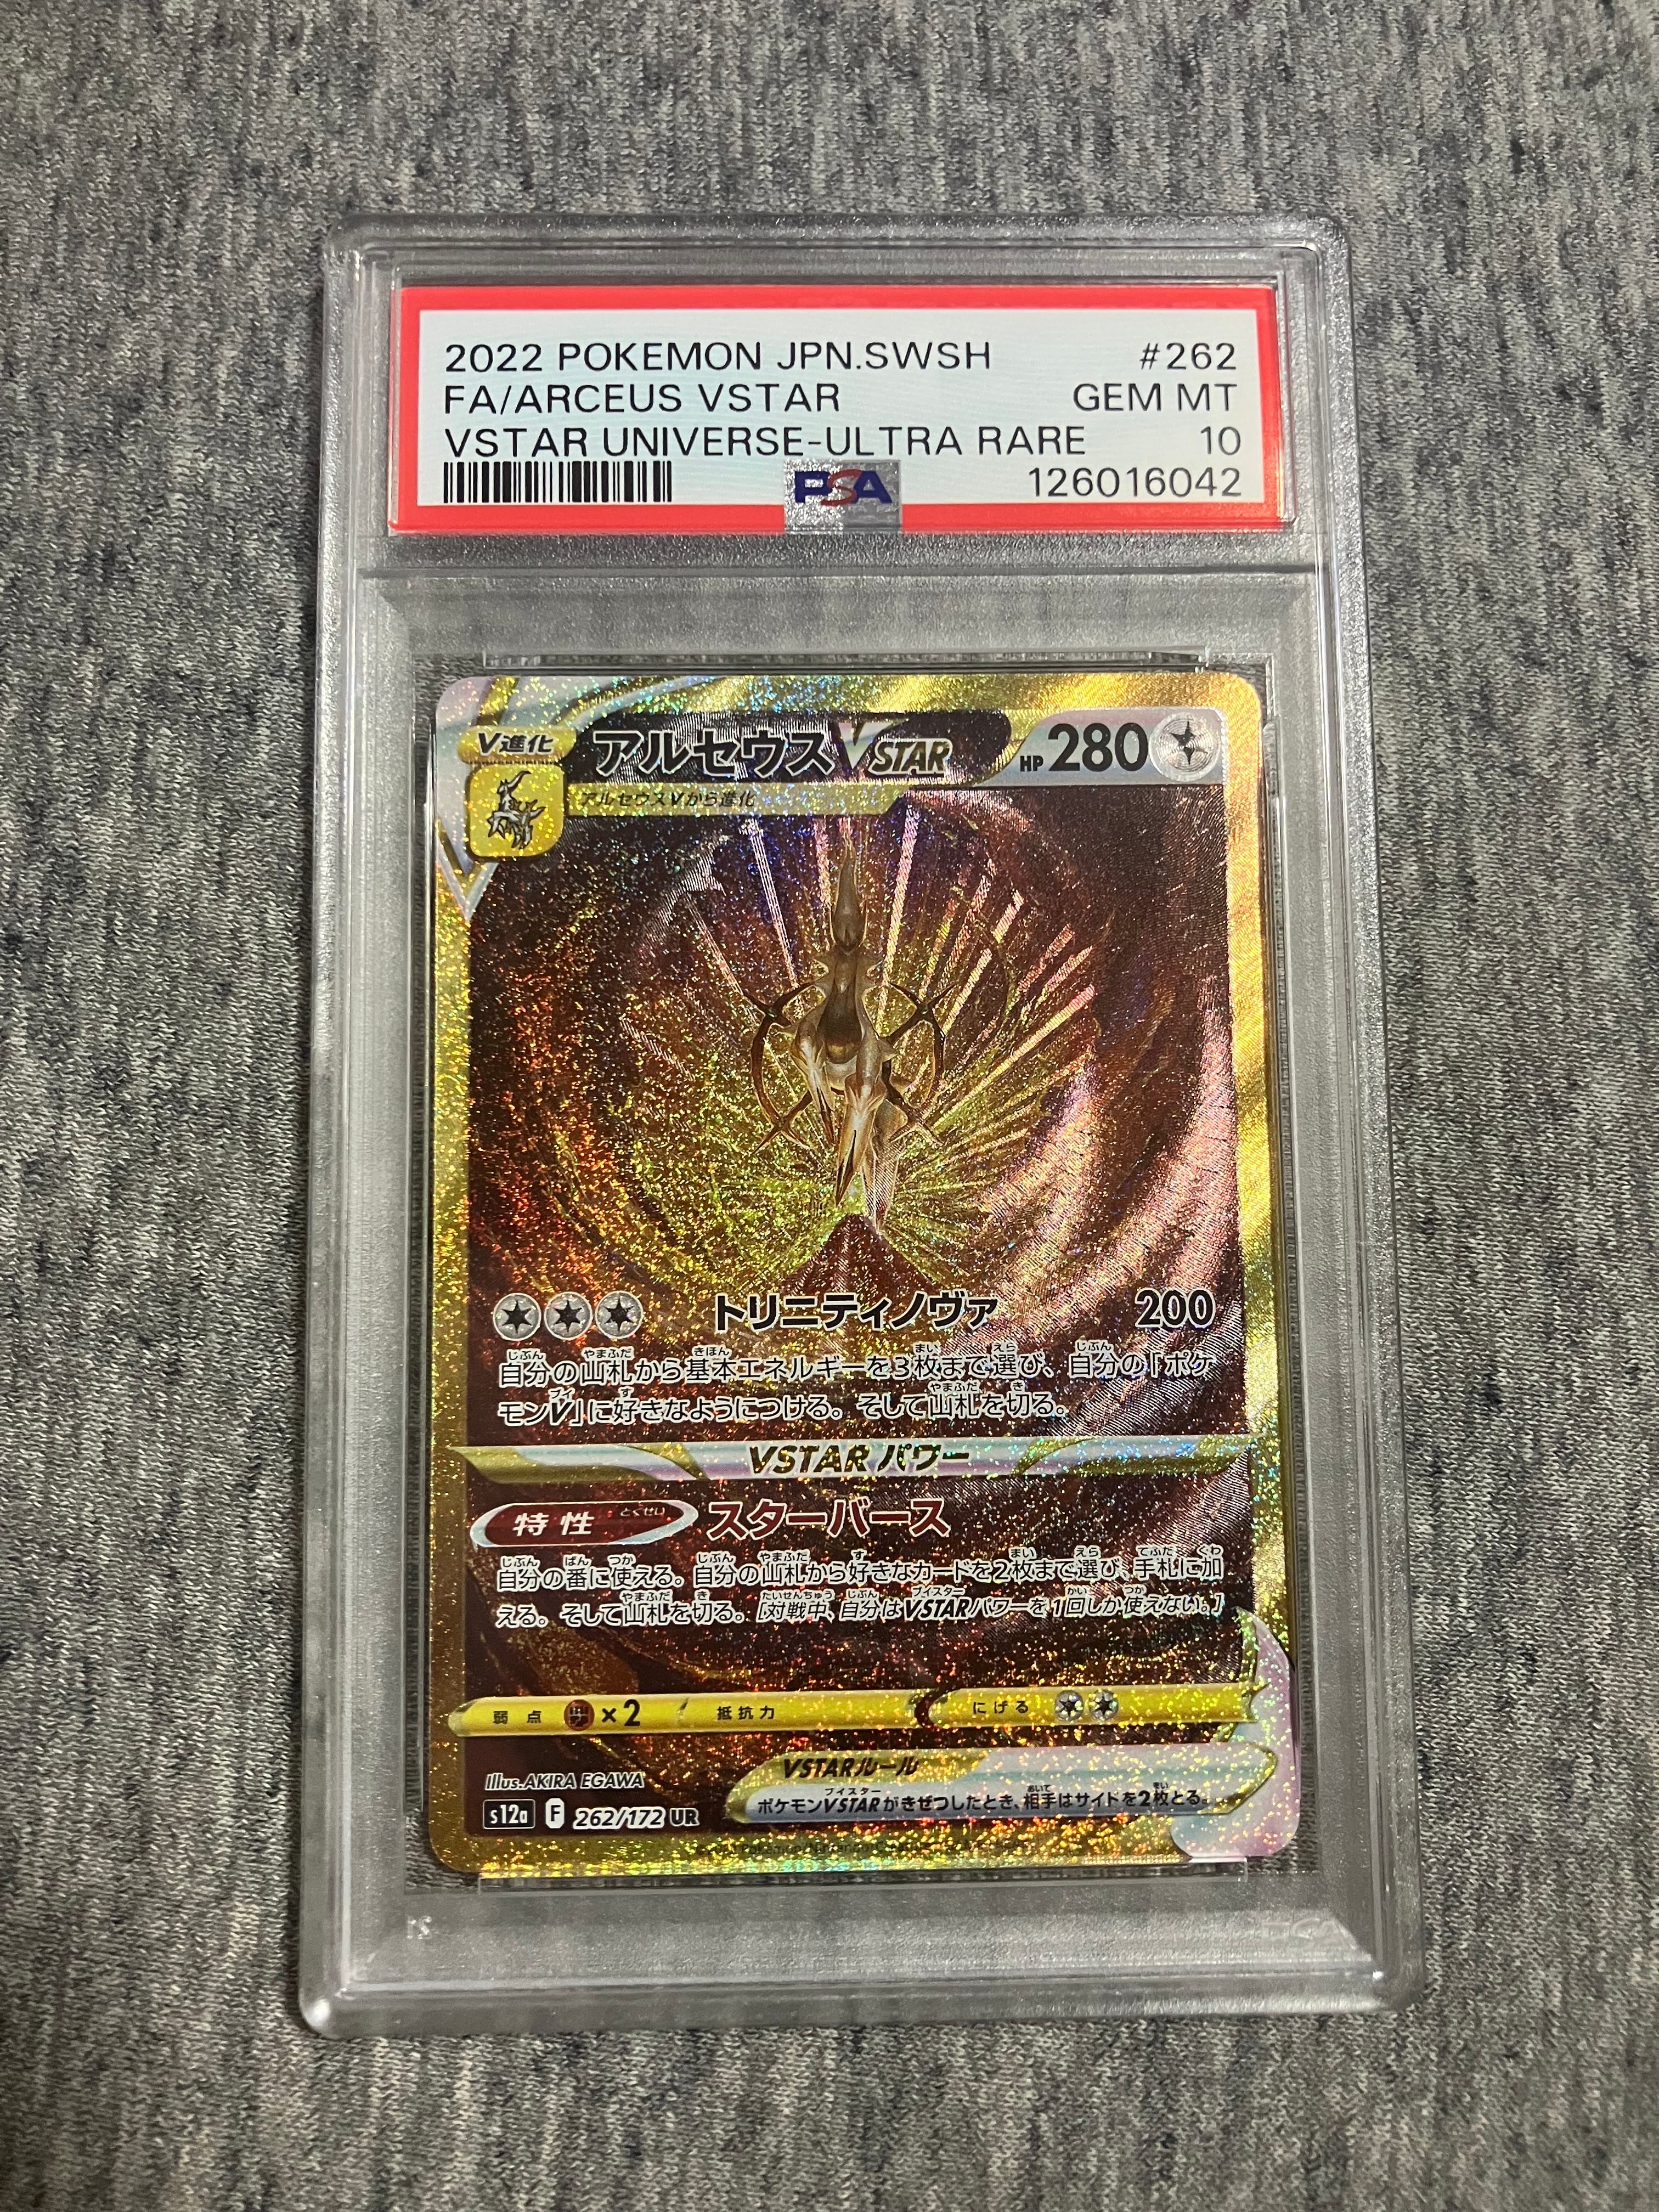 2022 POKEMON JPN.SWSH #262
FA/ARCEUS VSTAR GEM MT
VSTAR UNIVERSE-ULTRA RARE 10
PSA 126016042
V進化 アルセウスVSTAR HP280
アルセウスVから進化
トリニティノヴァ 200
自分の山札から基本エネルギーを3枚まで選び、自分の「ポケ
モンV」に好きなようにつける。そして山札を切る。
VSTARパワー
特性 とくせい スターバース
自分の番に使える。自分の山札から好きなカードを2枚まで選び、手札に加
える。そして山札を切る。[対戦中、自分はVSTARパワーを1回しか使えない。]
弱点 ×2 抵抗力 にげる
VSTARルール
ポケモンVSTARがきぜつしたとき、相手はサイドを2枚とる。
Illus.AKIRA EGAWA
s12a F 262/172 UR